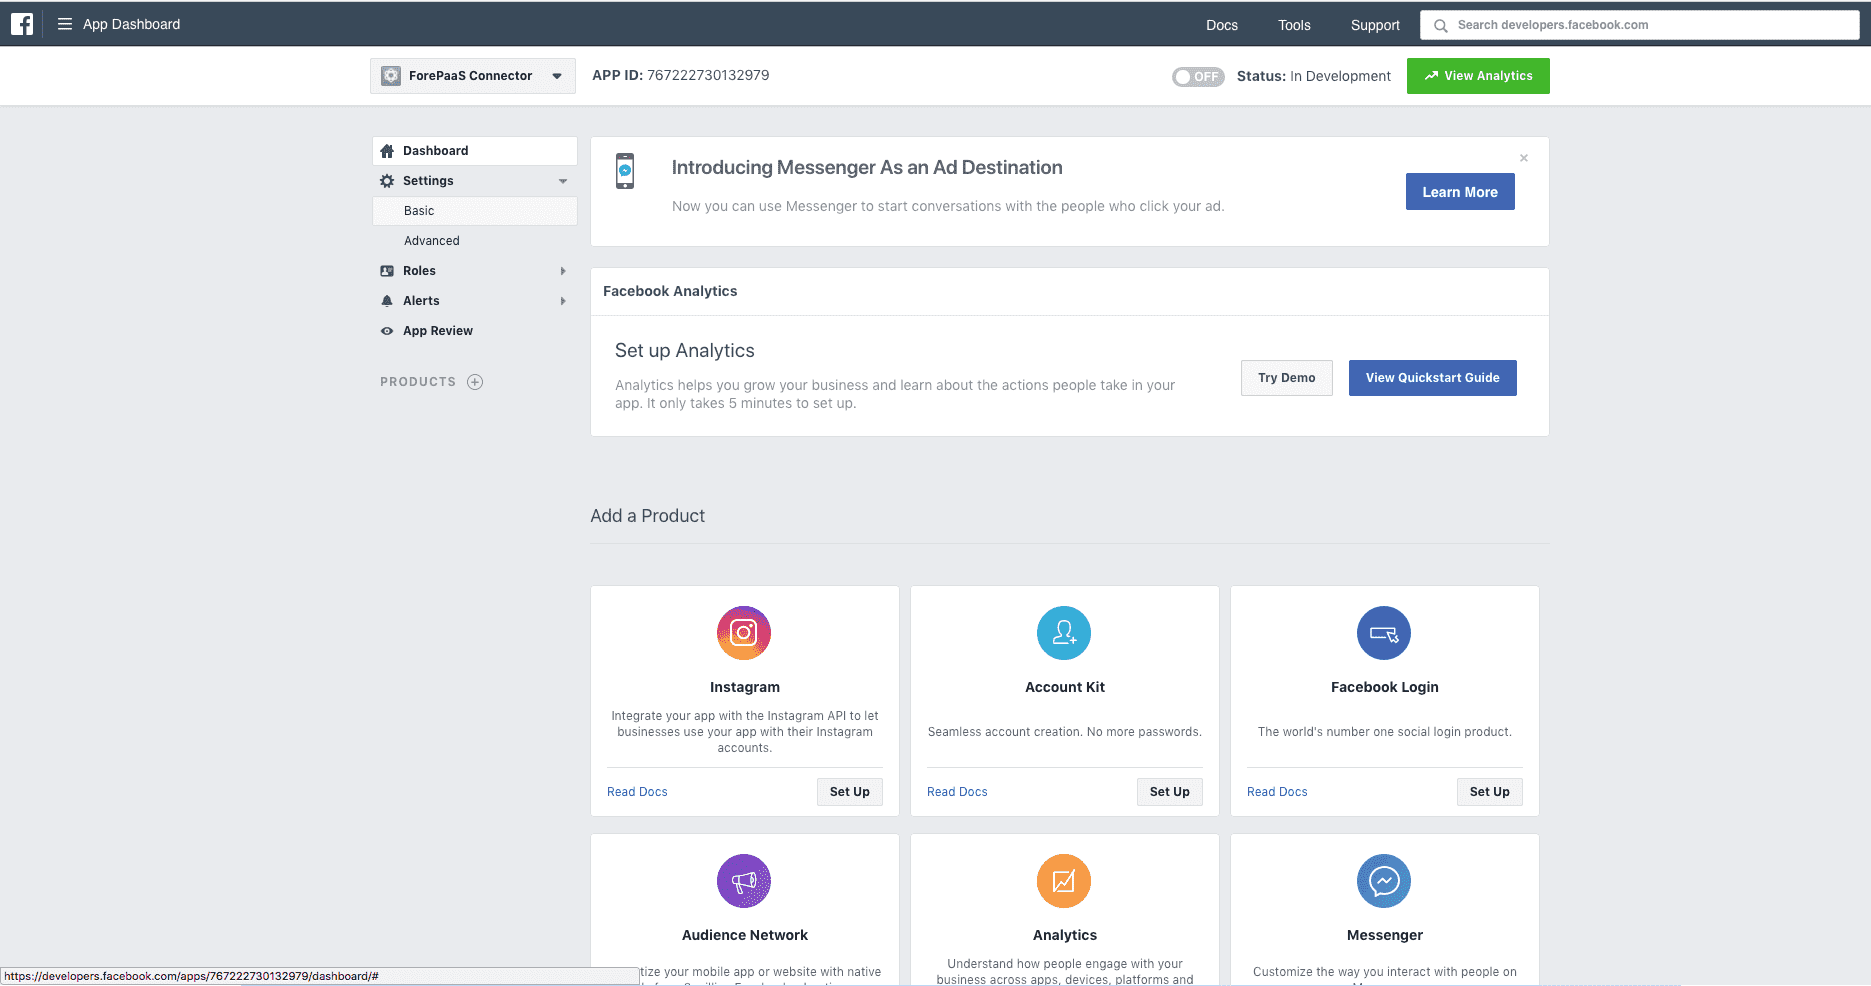 App Dashboard
Docs
Tools
Support
Search developers.facebook.com
ForePaaS Connector
APP ID: 767222730132979
OFF
Status: In Development
View Analytics
Dashboard
Settings
Basic
Advanced
Roles
Alerts
App Review
PRODUCTS
Introducing Messenger As an Ad Destination
Now you can use Messenger to start conversations with the people who click your ad.
Learn More
Facebook Analytics
Set up Analytics
Analytics helps you grow your business and learn about the actions people take in your
app. It only takes 5 minutes to set up.
Try Demo
View Quickstart Guide
Add a Product
Instagram
Integrate your app with the Instagram API to let
businesses use your app with their Instagram
accounts.
Read Docs
Set Up
Account Kit
Seamless account creation. No more passwords.
Read Docs
Set Up
Facebook Login
The world's number one social login product.
Read Docs
Set Up
Audience Network
tize your mobile app or website with native
Analytics
Understand how people engage with your
business across apps, devices, platforms and
Messenger
Customize the way you interact with people on
https://developers.facebook.com/apps/767222730132979/dashboard/#